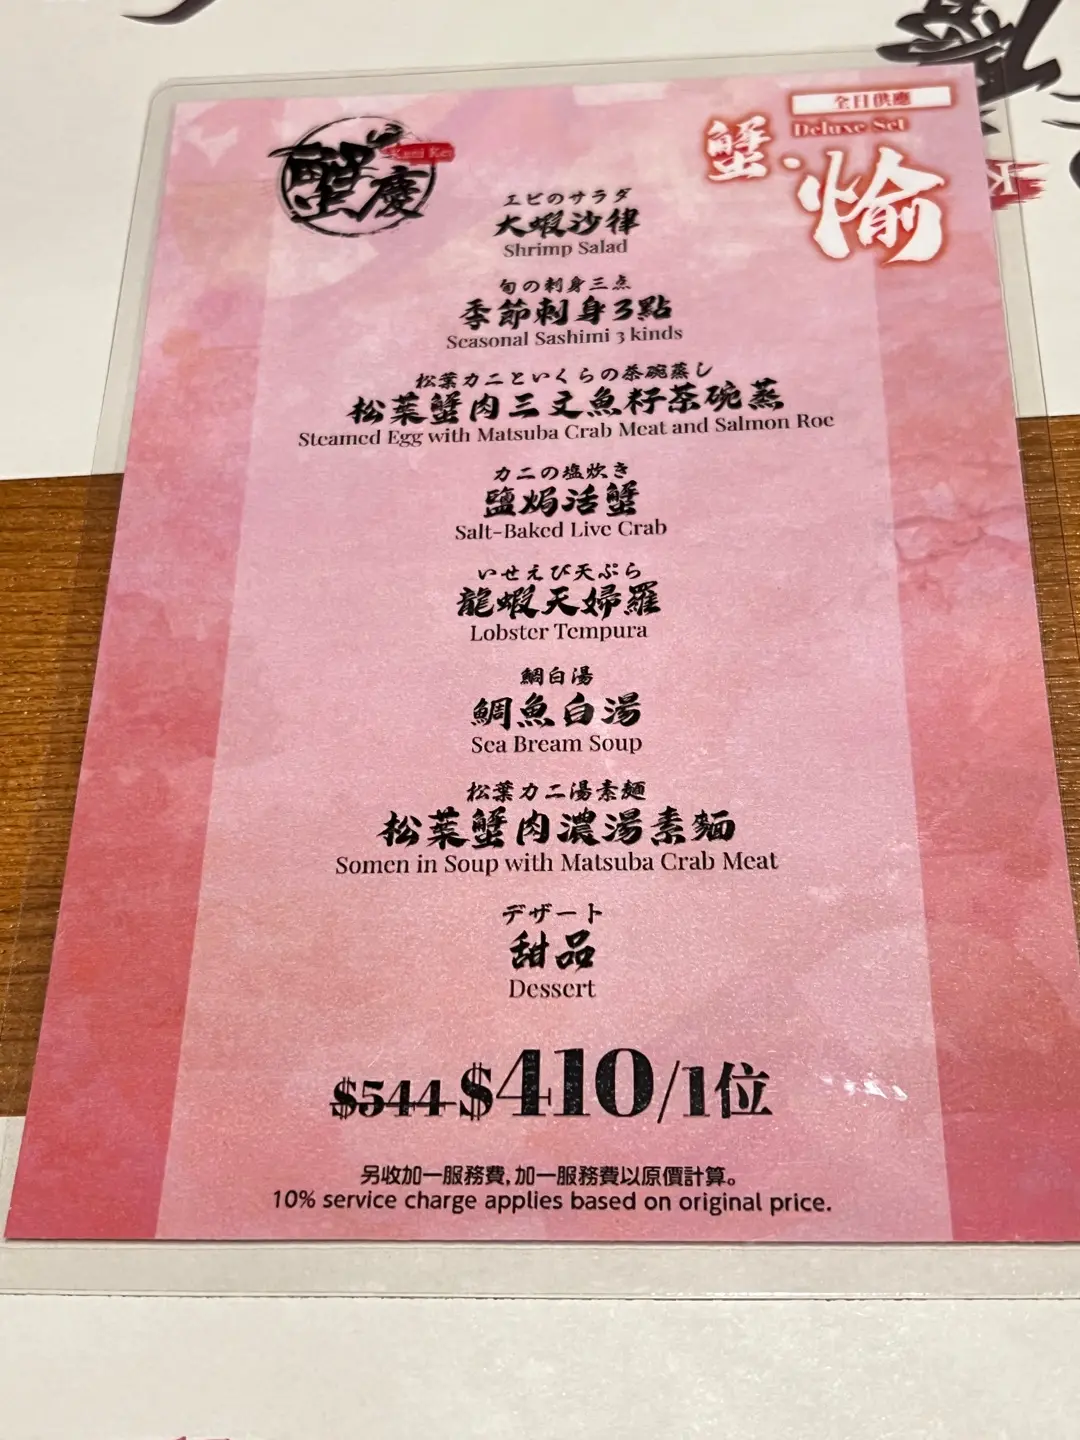 全日供應
Deluxe Set
蟹・愉
蟹慶
エビのサラダ
大蝦沙律
Shrimp Salad
旬の刺身三点
季節刺身3點
Seasonal Sashimi 3 kinds
松葉カニといくらの茶碗蒸し
松葉蟹肉三文魚籽茶碗蒸
Steamed Egg with Matsuba Crab Meat and Salmon Roe
カニの塩炊き
鹽焗活蟹
Salt-Baked Live Crab
いせえび天ぷら
龍蝦天婦羅
Lobster Tempura
鯛白湯
鯛魚白湯
Sea Bream Soup
松葉カニ湯素麺
松葉蟹肉濃湯素麵
Somen in Soup with Matsuba Crab Meat
デザート
甜品
Dessert
$544 $410/1位
另收加一服務費,加一服務費以原價計算。
10% service charge applies based on original price.